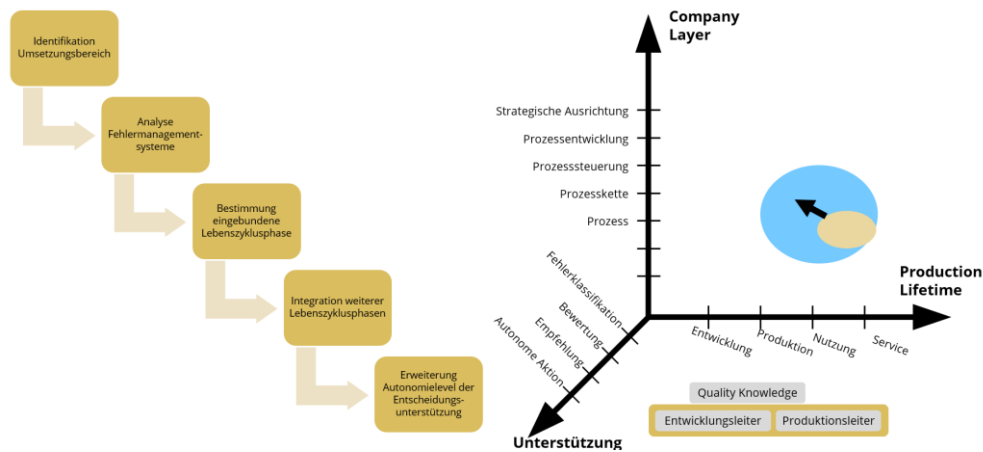 Identifikation
Umsetzungsbereich
Analyse
Fehlermanagement-
systeme
Bestimmung
eingebundene
Lebenszyklusphase
Integration weiterer
Lebenszyklusphasen
Erweiterung
Autonomielevel der
Entscheidungs-
unterstützung
Company
Layer
Strategische Ausrichtung
Prozessentwicklung
Prozesssteuerung
Prozesskette
Prozess
Fehlerklassifikation
Bewertung
Empfehlung
Autonome Aktion
Unterstützung
Production
Lifetime
Entwicklung
Produktion
Nutzung
Service
Quality Knowledge
Entwicklungsleiter
Produktionsleiter